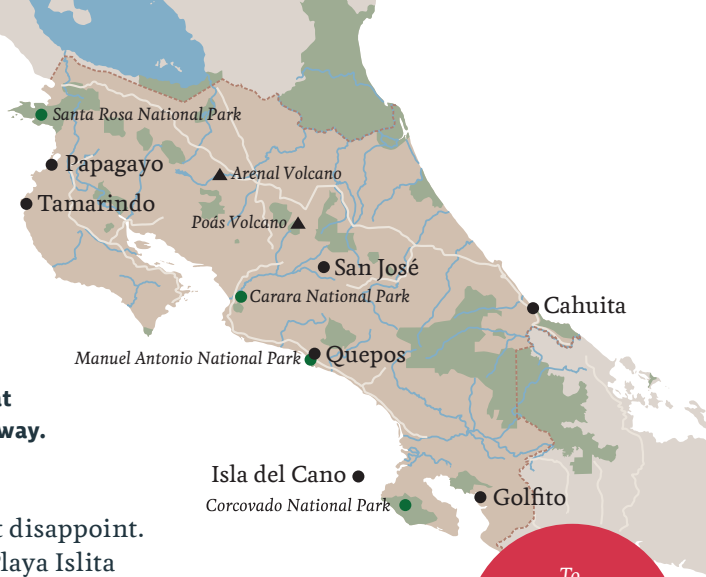 Santa Rosa National Park
Papagayo
Arenal Volcano
Tamarindo
Poás Volcano
San José
Carara National Park
Cahuita
Manuel Antonio National Park
Quepos
way.
Isla del Cano
Golfito
Corcovado National Park
disappoint.
Islita
To